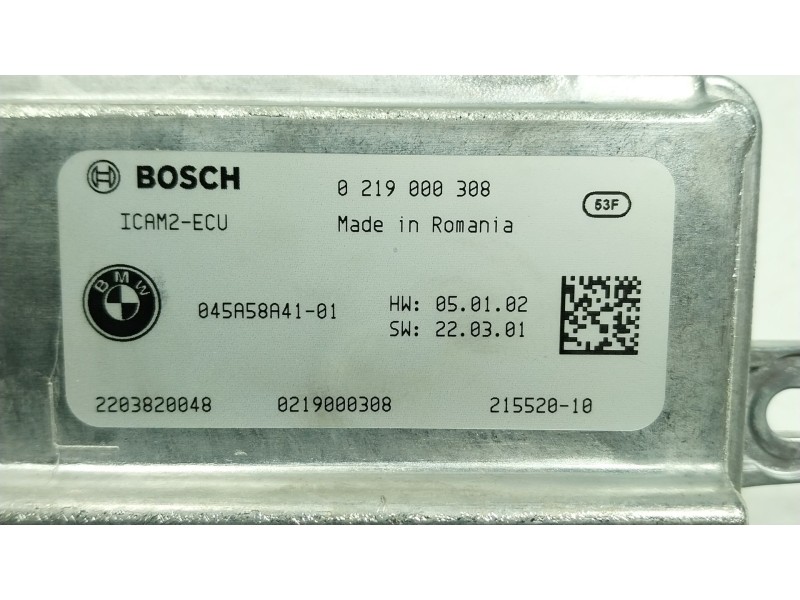 BOSCH 0 219 000 308
ICAM2-ECU Made in Romania 53F
BMW
045A58A41-01 HW: 05.01.02
SW: 22.03.01
2203820048 0219000308 215520-10